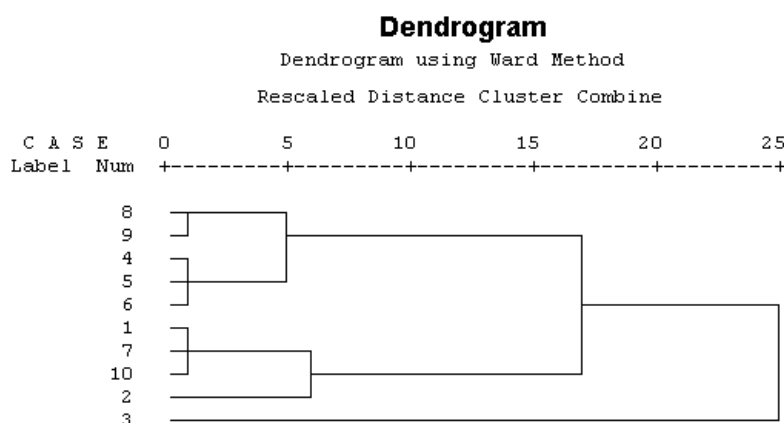 Dendrogram
Dendrogram using Ward Method
Rescaled Distance Cluster Combine
C A S E 0 5 10 15 20 25
Label Num +---------+---------+---------+---------+---------+
8
9
4
5
6
1
7
10
2
3